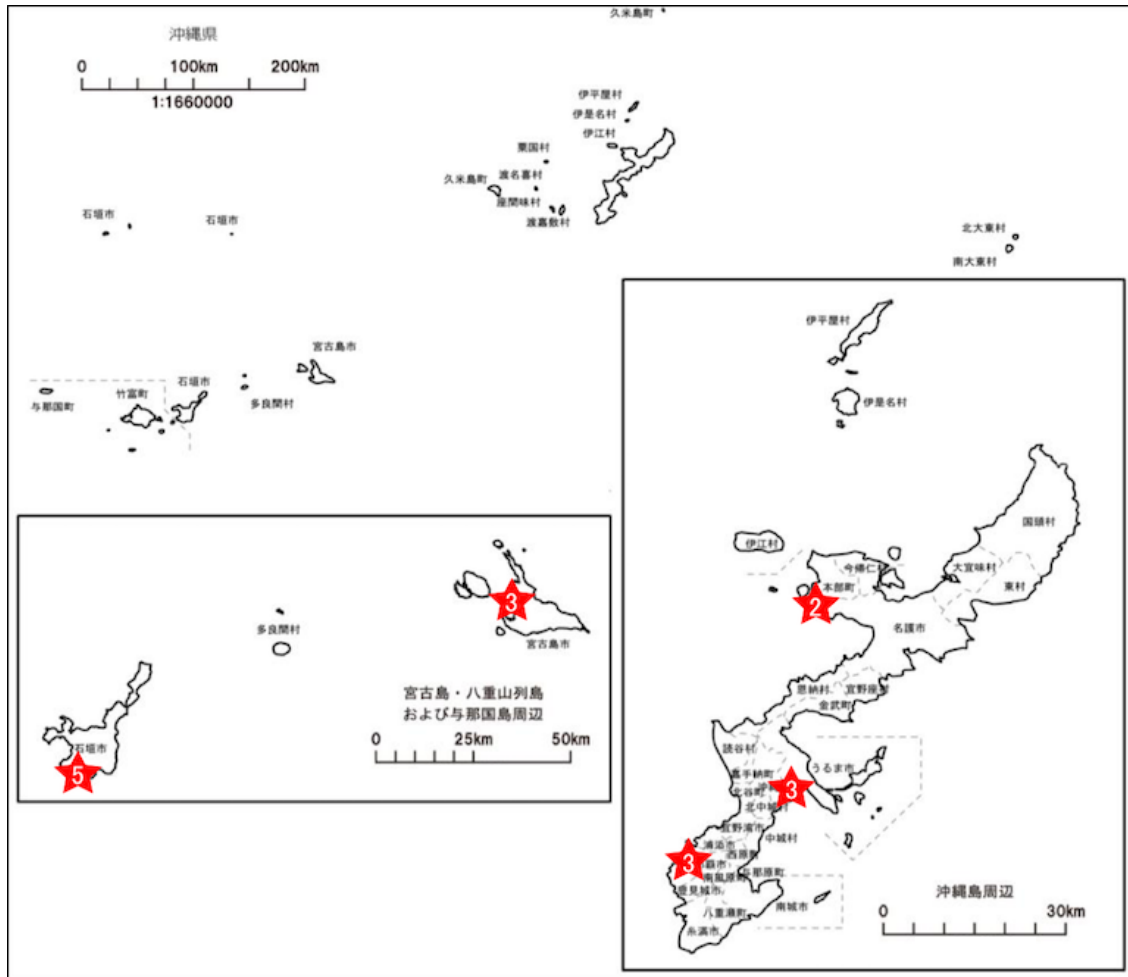 沖縄県
0 100km 200km
1:1660000
久米島町
伊平屋村
伊是名村
伊江村
粟国村
渡名喜村
久米島町
座間味村
渡嘉敷村
石垣市
石垣市
北大東村
南大東村
宮古島市
石垣市
竹富町
与那国町
多良間村
3
多良間村
宮古島市
宮古島・八重山列島
および与那国島周辺
0 25km 50km
石垣市
5
伊平屋村
伊是名村
国頭村
伊江村
今帰仁
大宜味村
本部町
東村
2
名護市
恩納村
宜野座
金武町
読谷村
うるま市
嘉手納町
3
北谷町
北中城
宜野湾市
中城村
浦添市
西原町
3
覇市
与那原町
南風原町
豊見城市
南城市
八重瀬町
糸満市
沖縄島周辺
0 30km